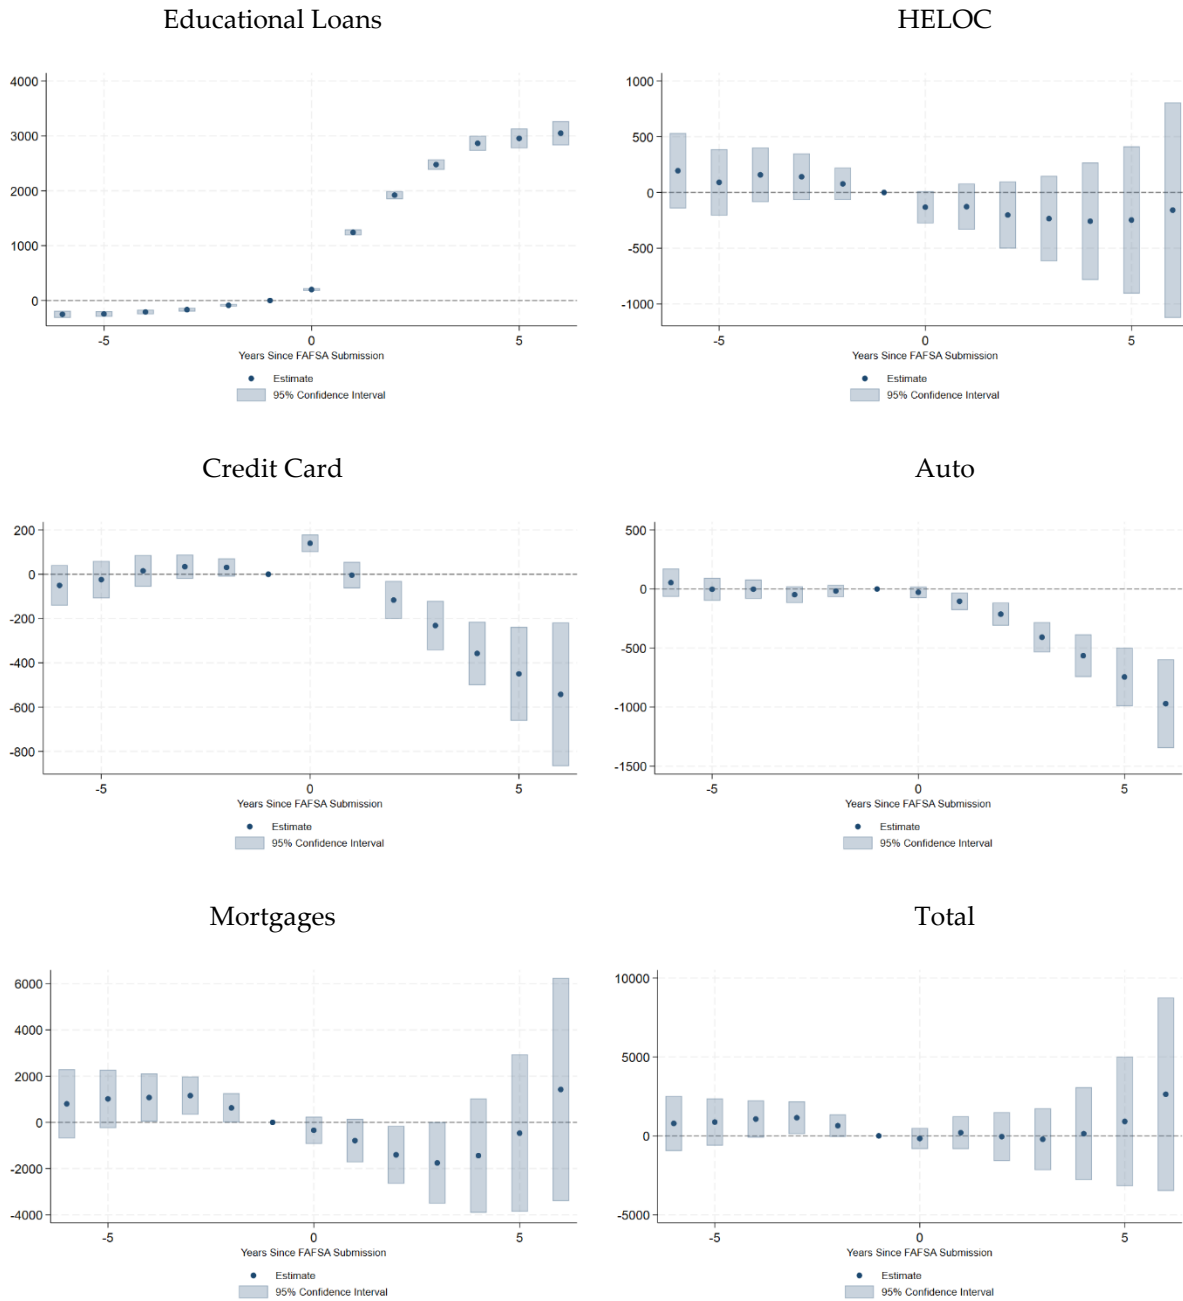 Educational Loans
4000
3000
2000
1000
0
-5 0 5
Years Since FAFSA Submission
Estimate
95% Confidence Interval
HELOC
1000
500
0
-500
-1000
-5 0 5
Years Since FAFSA Submission
Estimate
95% Confidence Interval
Credit Card
200
0
-200
-400
-600
-800
-5 0 5
Years Since FAFSA Submission
Estimate
95% Confidence Interval
Auto
500
0
-500
-1000
-1500
-5 0 5
Years Since FAFSA Submission
Estimate
95% Confidence Interval
Mortgages
6000
4000
2000
0
-2000
-4000
-5 0 5
Years Since FAFSA Submission
Estimate
95% Confidence Interval
Total
10000
5000
0
-5000
-5 0 5
Years Since FAFSA Submission
Estimate
95% Confidence Interval